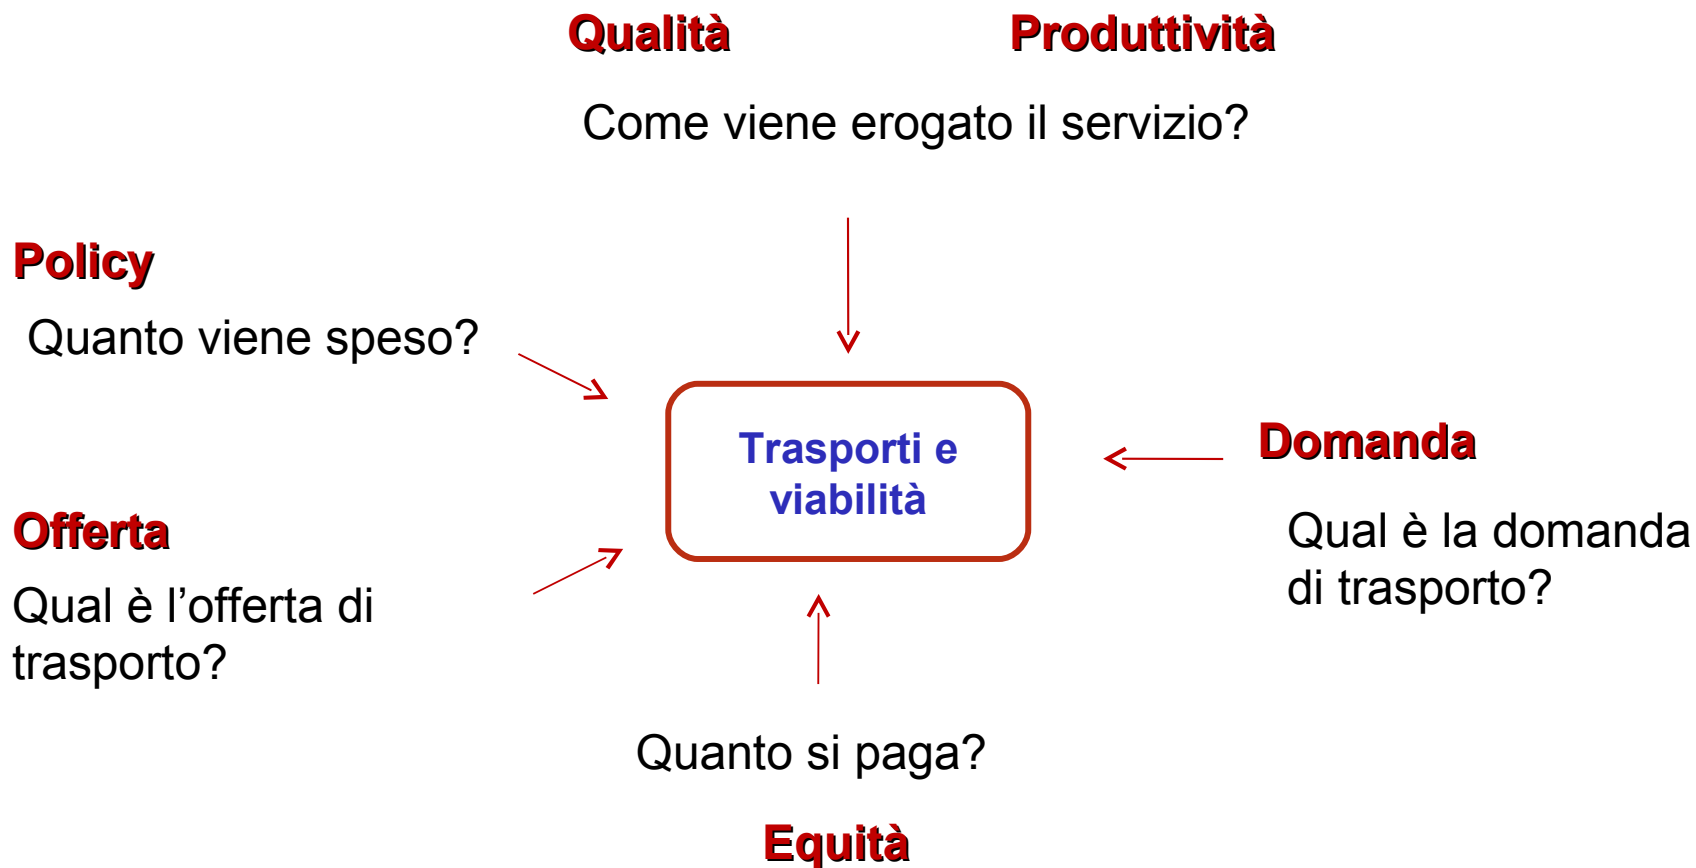 Qualità Produttività
Come viene erogato il servizio?
Policy
Quanto viene speso?
Trasporti e
viabilità
Domanda
Qual è la domanda
di trasporto?
Offerta
Qual è l’offerta di
trasporto?
Quanto si paga?
Equità